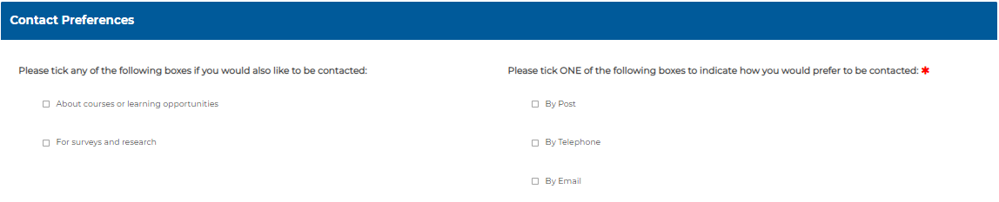 Contact Preferences
Please tick any of the following boxes if you would also like to be contacted:
About courses or learning opportunities
For surveys and research
Please tick ONE of the following boxes to indicate how you would prefer to be contacted: *
By Post
By Telephone
By Email